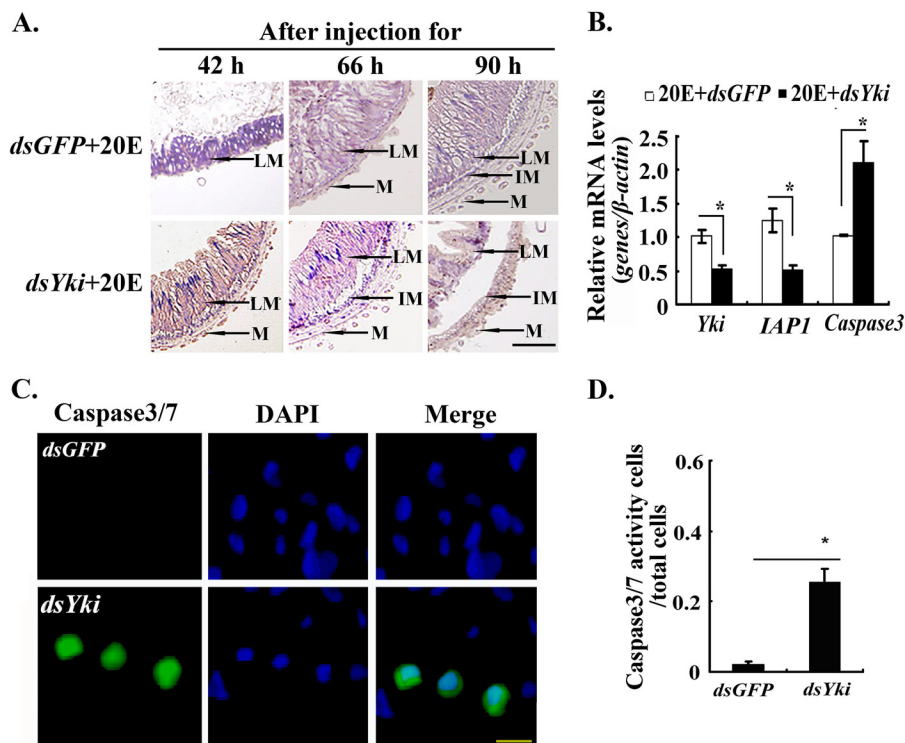 A.
After injection for
42 h 66 h 90 h
dsGFP+20E
LM
LM
M
LM
IM
M
dsYki+20E
LM
M
LM
IM
M
LM
IM
M
B.
20E+dsGFP 20E+dsYki
Relative mRNA levels
(genes/β-actin)
2.5
2.0
1.5
1.0
0.5
0
* * *
Yki IAP1 Caspase3
C.
Caspase3/7 DAPI Merge
dsGFP
dsYki
D.
Caspase3/7 activity cells
/total cells
0.6
0.4
0.2
0
*
dsGFP dsYki